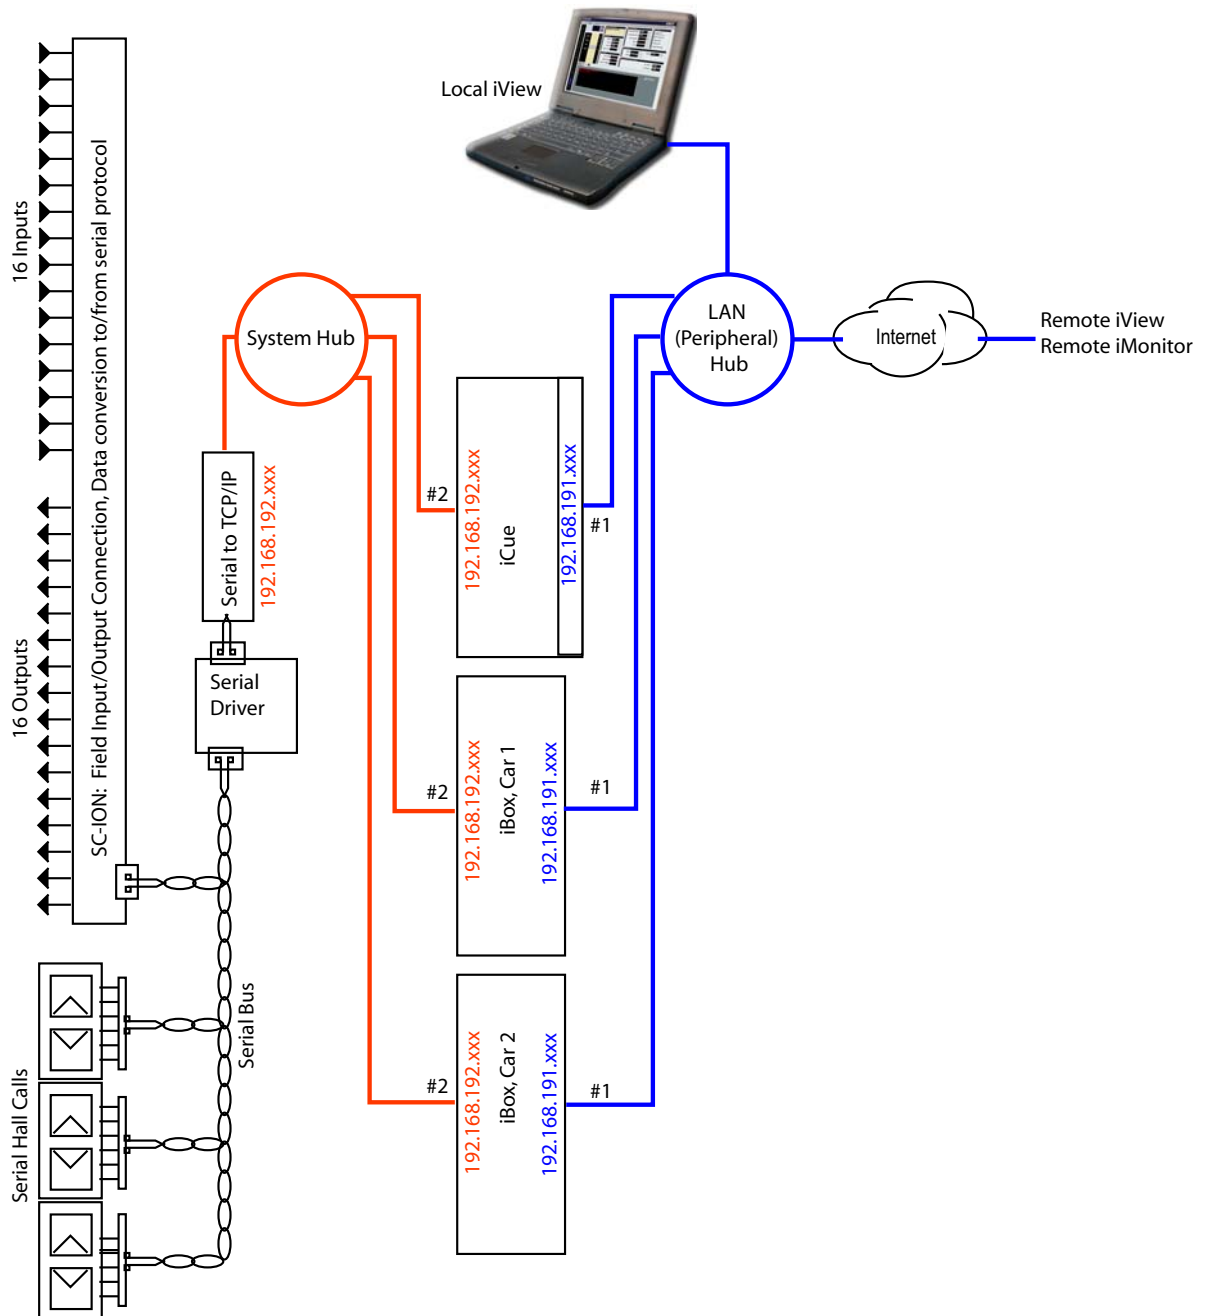 Local iView
16 Inputs
SC-ION:  Field Input/Output Connection, Data conversion to/from serial protocol
System Hub
LAN
(Peripheral)
Hub
Internet
Remote iView
Remote iMonitor
Serial to TCP/IP
192.168.192.xxx
#2
192.168.192.xxx
iCue
192.168.191.xxx
#1
16 Outputs
Serial
Driver
#2
192.168.192.xxx
iBox, Car 1
192.168.191.xxx
#1
Serial Bus
#2
192.168.192.xxx
iBox, Car 2
192.168.191.xxx
#1
Serial Hall Calls